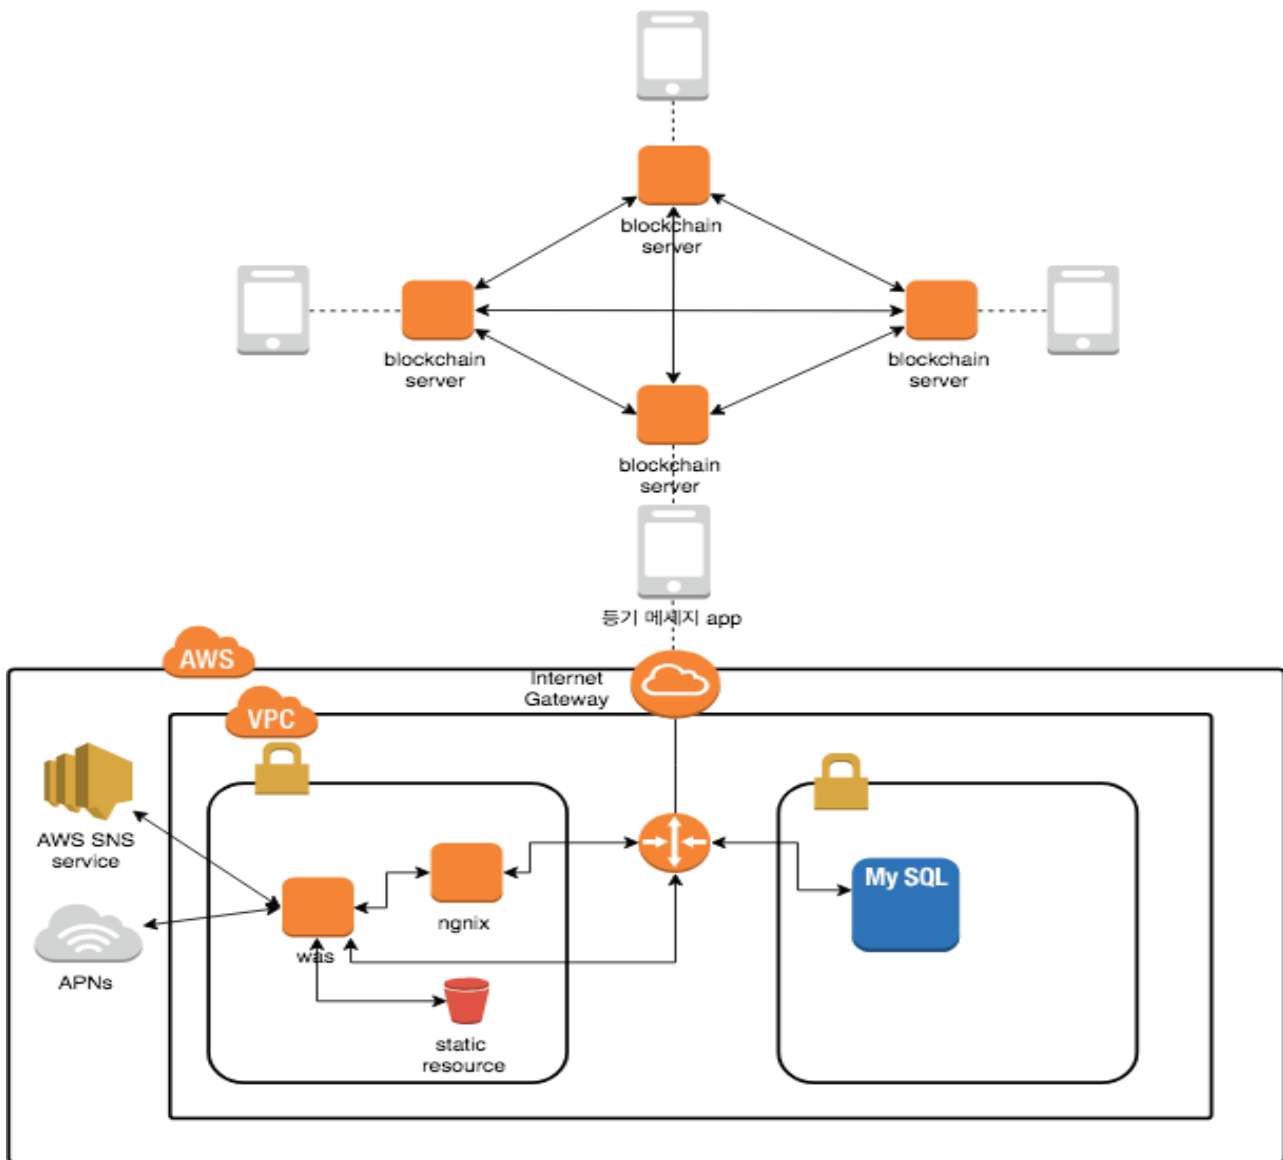 blockchain
server
blockchain
server
blockchain
server
blockchain
server
등기 메세지 app
AWS
Internet
Gateway
VPC
AWS SNS
service
My SQL
ngnix
was
APNs
static
resource